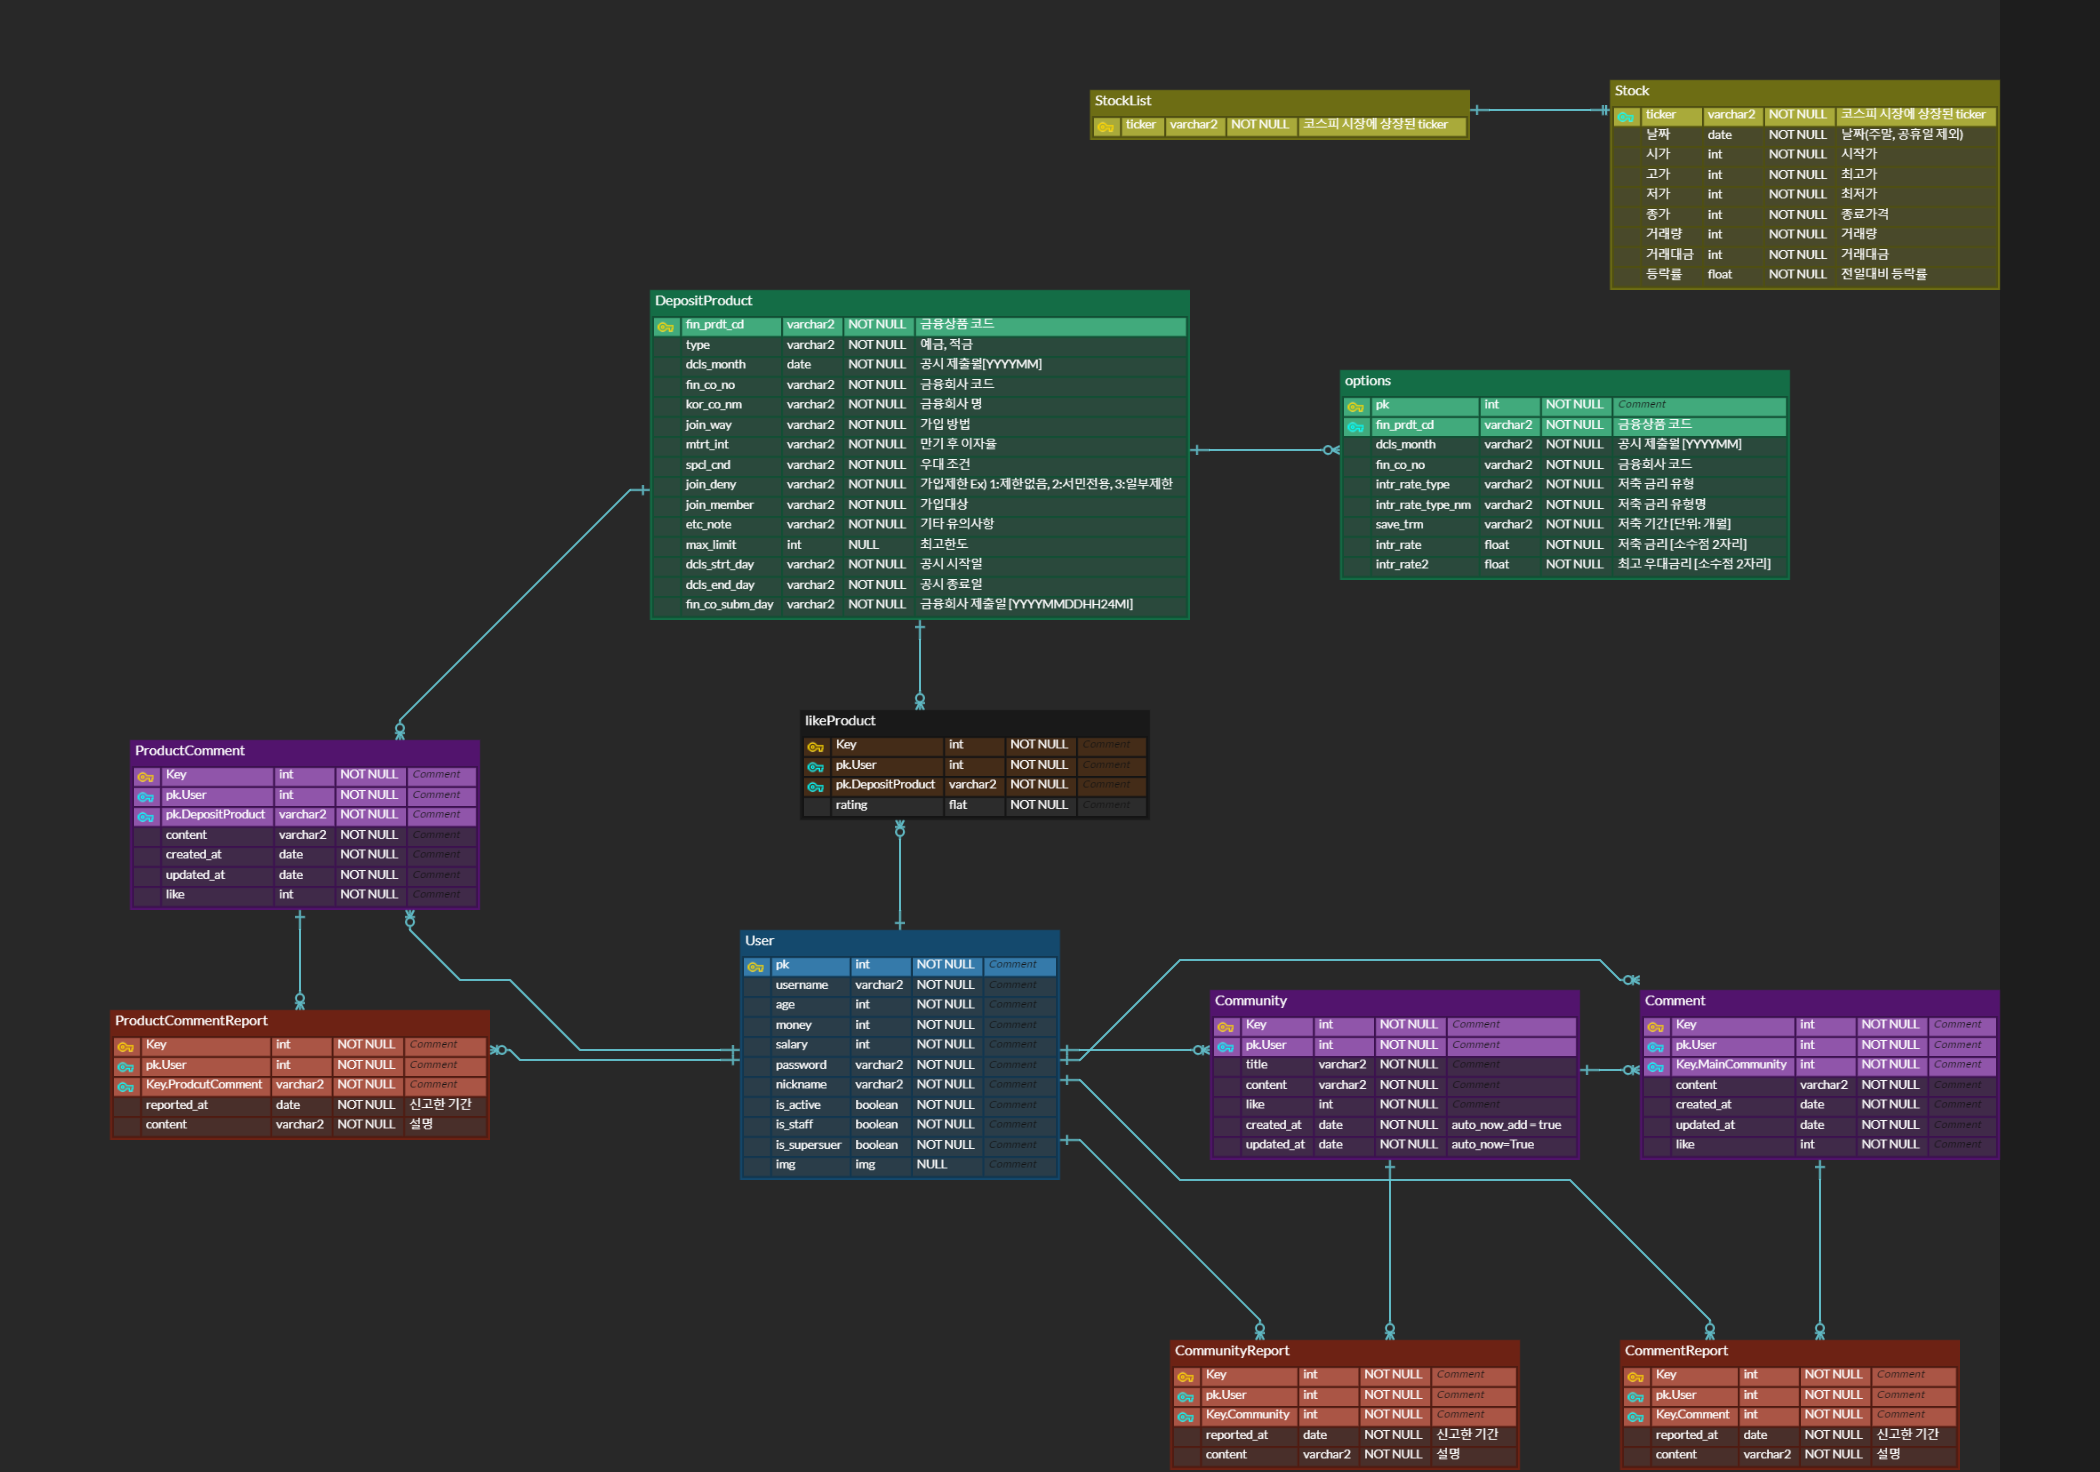 StockList
ticker varchar2 NOT NULL 코스피 시장에 상장된 ticker
Stock
ticker varchar2 NOT NULL 코스피 시장에 상장된 ticker
날짜 date NOT NULL 날짜(주말, 공휴일 제외)
시가 int NOT NULL 시작가
고가 int NOT NULL 최고가
저가 int NOT NULL 최저가
종가 int NOT NULL 종료가격
거래량 int NOT NULL 거래량
거래대금 int NOT NULL 거래대금
등락률 float NOT NULL 전일대비 등락률
DepositProduct
fin_prdt_cd varchar2 NOT NULL 금융상품 코드
type varchar2 NOT NULL 예금, 적금
dcls_month date NOT NULL 공시 제출월[YYYYMM]
fin_co_no varchar2 NOT NULL 금융회사 코드
kor_co_nm varchar2 NOT NULL 금융회사 명
join_way varchar2 NOT NULL 가입 방법
mtrt_int varchar2 NOT NULL 만기 후 이자율
spcl_cnd varchar2 NOT NULL 우대 조건
join_deny varchar2 NOT NULL 가입제한 Ex) 1:제한없음, 2:서민전용, 3:일부제한
join_member varchar2 NOT NULL 가입대상
etc_note varchar2 NOT NULL 기타 유의사항
max_limit int NULL 최고한도
dcls_strt_day varchar2 NOT NULL 공시 시작일
dcls_end_day varchar2 NOT NULL 공시 종료일
fin_co_subm_day varchar2 NOT NULL 금융회사 제출일 [YYYYMMDDHH24MI]
options
pk int NOT NULL Comment
fin_prdt_cd varchar2 NOT NULL 금융상품 코드
dcls_month varchar2 NOT NULL 공시 제출월 [YYYYMM]
fin_co_no varchar2 NOT NULL 금융회사 코드
intr_rate_type varchar2 NOT NULL 저축 금리 유형
intr_rate_type_nm varchar2 NOT NULL 저축 금리 유형명
save_trm varchar2 NOT NULL 저축 기간 [단위: 개월]
intr_rate float NOT NULL 저축 금리 [소수점 2자리]
intr_rate2 float NOT NULL 최고 우대금리 [소수점 2자리]
likeProduct
Key int NOT NULL Comment
pk.User int NOT NULL Comment
pk.DepositProduct varchar2 NOT NULL Comment
rating flat NOT NULL Comment
ProductComment
Key int NOT NULL Comment
pk.User int NOT NULL Comment
pk.DepositProduct varchar2 NOT NULL Comment
content varchar2 NOT NULL Comment
created_at date NOT NULL Comment
updated_at date NOT NULL Comment
like int NOT NULL Comment
ProductCommentReport
Key int NOT NULL Comment
pk.User int NOT NULL Comment
Key.ProdcutComment varchar2 NOT NULL Comment
reported_at date NOT NULL 신고한 기간
content varchar2 NOT NULL 설명
User
pk int NOT NULL Comment
username varchar2 NOT NULL Comment
age int NOT NULL Comment
money int NOT NULL Comment
salary int NOT NULL Comment
password varchar2 NOT NULL Comment
nickname varchar2 NOT NULL Comment
is_active boolean NOT NULL Comment
is_staff boolean NOT NULL Comment
is_supersuer boolean NOT NULL Comment
img img NULL Comment
Community
Key int NOT NULL Comment
pk.User int NOT NULL Comment
title varchar2 NOT NULL Comment
content varchar2 NOT NULL Comment
like int NOT NULL Comment
created_at date NOT NULL auto_now_add = true
updated_at date NOT NULL auto_now=True
Comment
Key int NOT NULL Comment
pk.User int NOT NULL Comment
Key.MainCommunity int NOT NULL Comment
content varchar2 NOT NULL Comment
created_at date NOT NULL Comment
updated_at date NOT NULL Comment
like int NOT NULL Comment
CommunityReport
Key int NOT NULL Comment
pk.User int NOT NULL Comment
Key.Community int NOT NULL Comment
reported_at date NOT NULL 신고한 기간
content varchar2 NOT NULL 설명
CommentReport
Key int NOT NULL Comment
pk.User int NOT NULL Comment
Key.Comment int NOT NULL Comment
reported_at date NOT NULL 신고한 기간
content varchar2 NOT NULL 설명